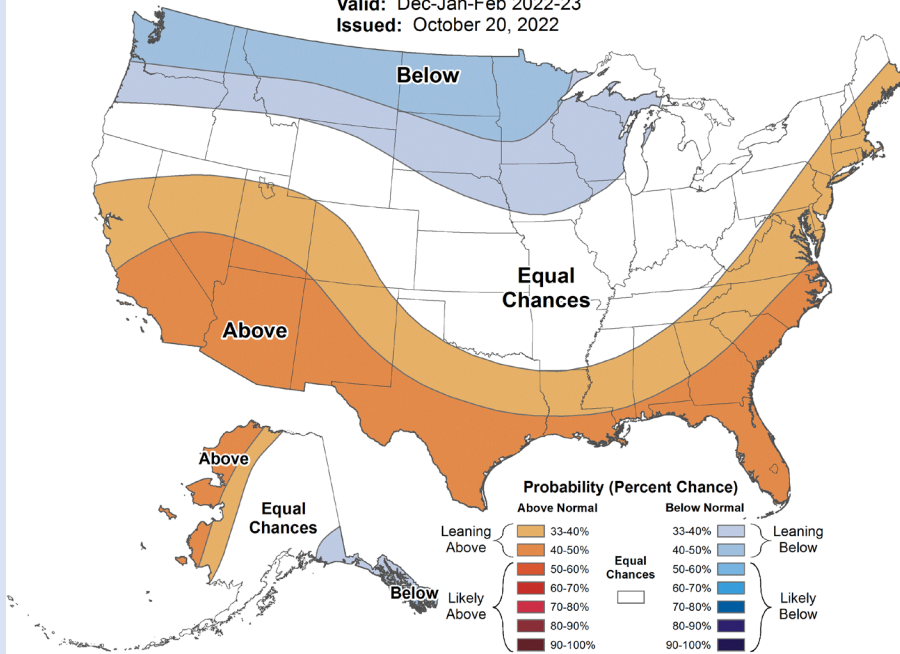 Valid: Dec-Jan-Feb 2022-23
Issued: October 20, 2022
Below
Equal
Chances
Above
Above
Equal
Chances
Below
Probability (Percent Chance)
Above Normal
Below Normal
Leaning
Above
33-40%
40-50%
Likely
Above
50-60%
60-70%
70-80%
80-90%
90-100%
Equal
Chances
33-40%
40-50%
Leaning
Below
50-60%
60-70%
70-80%
80-90%
90-100%
Likely
Below